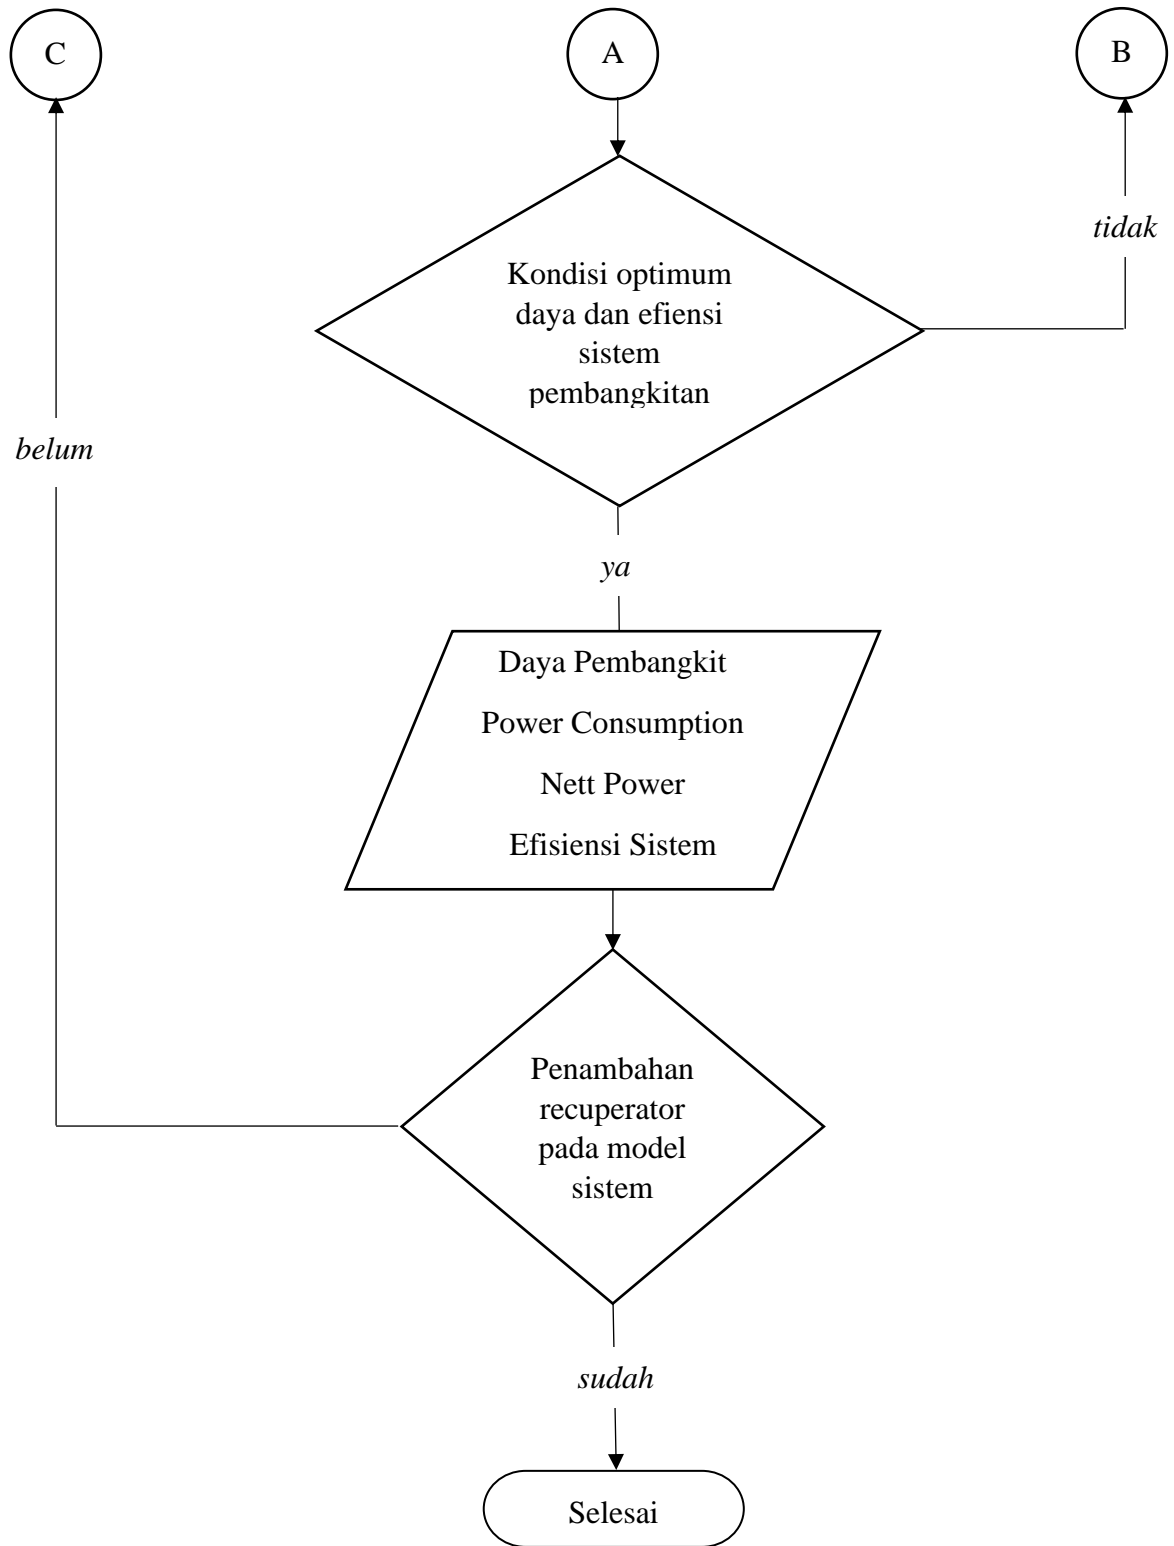 C
A
B
tidak
Kondisi optimum
daya dan efiensi
sistem
pembangkitan
belum
ya
Daya Pembangkit
Power Consumption
Nett Power
Efisiensi Sistem
Penambahan
recuperator
pada model
sistem
sudah
Selesai